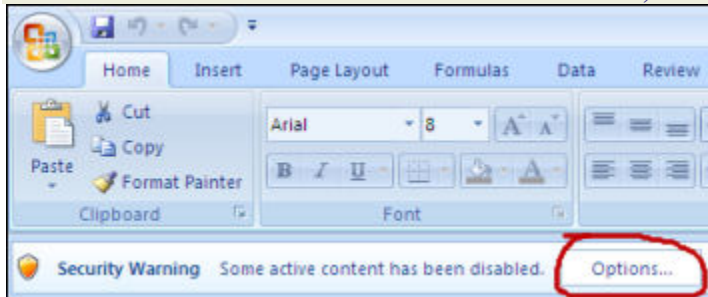 Home Insert Page Layout Formulas Data Review
Cut
Arial 8 A A
Copy
Paste
B I U A
Format Painter
Clipboard Font
Security Warning Some active content has been disabled. Options...